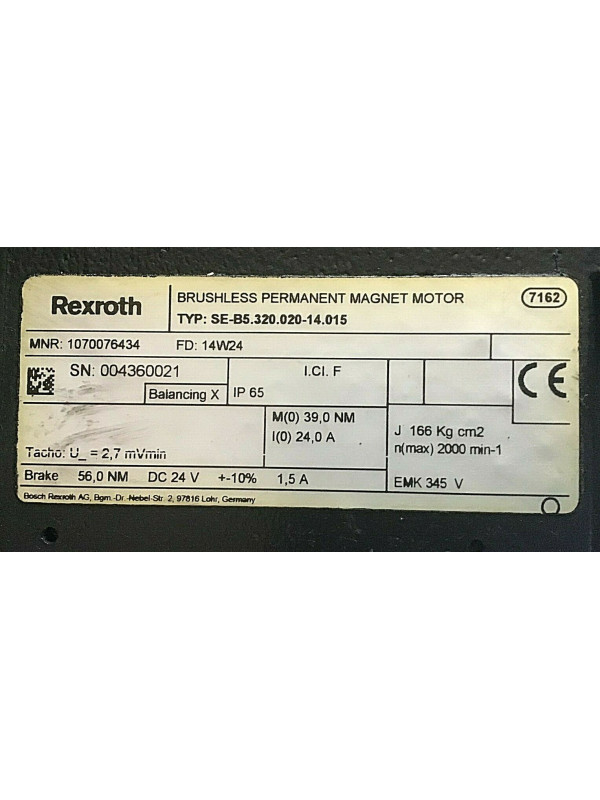 Rexroth
BRUSHLESS PERMANENT MAGNET MOTOR
7162
TYP: SE-B5.320.020-14.015
MNR: 1070076434 FD: 14W24
SN: 004360021 I.CI. F CE
Balancing X IP 65
M(0) 39,0 NM
I(0) 24,0 A
J 166 Kg cm2
n(max) 2000 min-1
Tacho: U_ = 2,7 mVmin
Brake 56,0 NM DC 24 V +-10% 1,5 A
EMK 345 V
Bosch Rexroth AG, Bgm.-Dr.-Nebel-Str. 2, 97816 Lohr, Germany